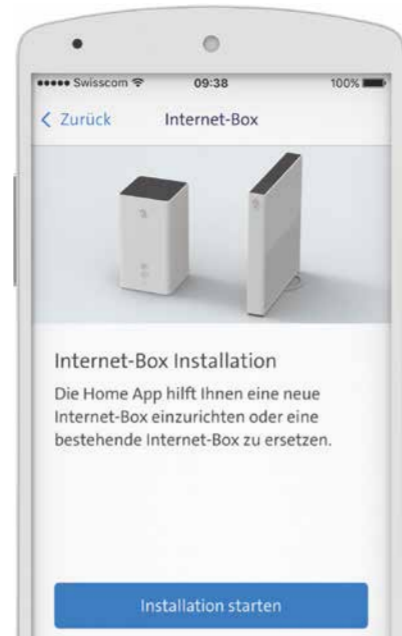 Swisscom 09:38 100%
Zurück Internet-Box
Internet-Box Installation
Die Home App hilft Ihnen eine neue
Internet-Box einzurichten oder eine
bestehende Internet-Box zu ersetzen.
Installation starten